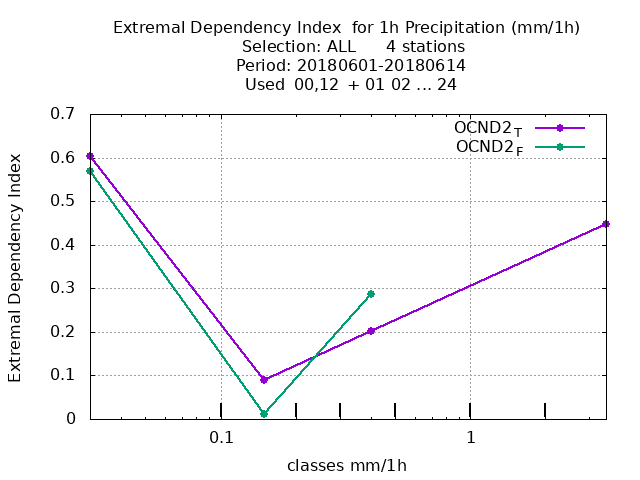 Extremal Dependency Index  for 1h Precipitation (mm/1h)
Selection: ALL      4 stations
Period: 20180601-20180614
Used  00,12  + 01 02 ... 24
0.7
0.6
0.5
0.4
0.3
0.2
0.1
0
Extremal Dependency Index
OCND2T
OCND2F
0.1
1
classes mm/1h